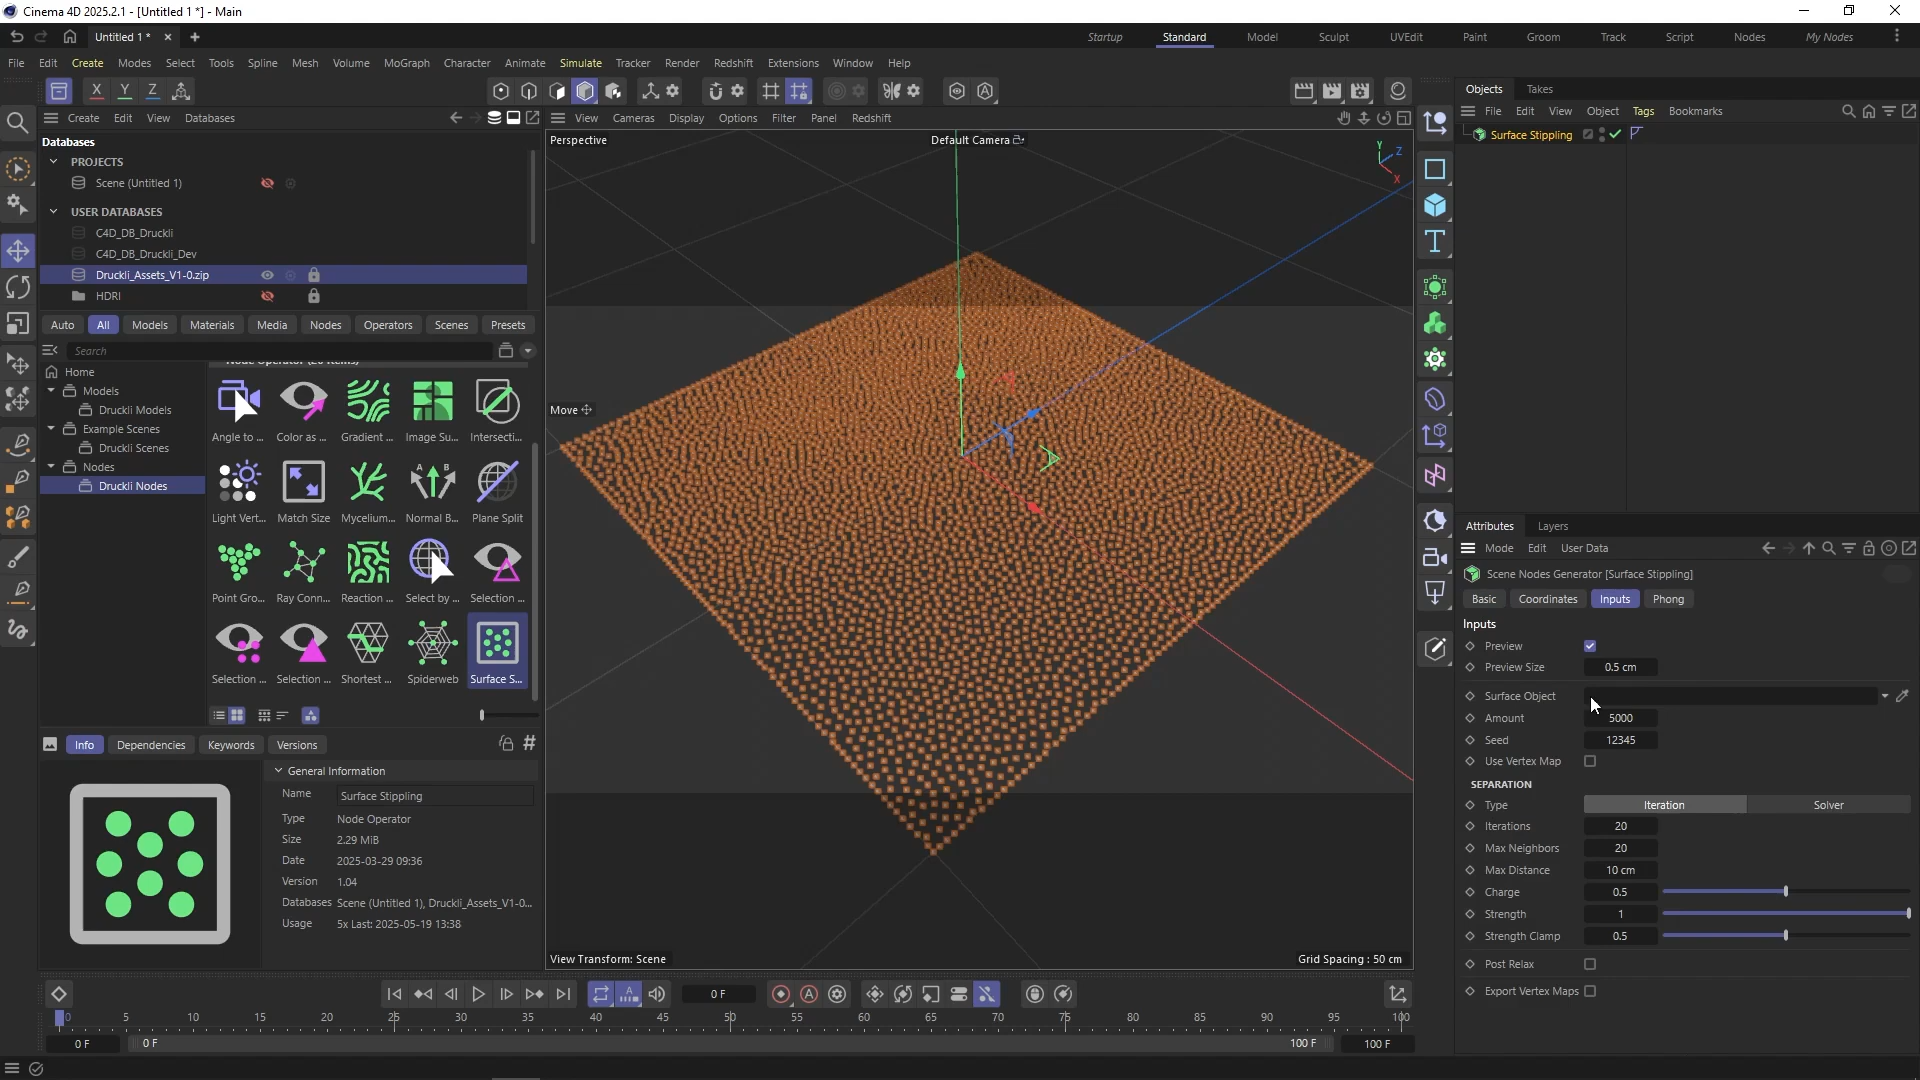 Cinema 4D 2025.2.1 - [Untitled 1 *] - Main
Untitled 1 *
Startup Standard Model Sculpt UVEdit Paint Groom Track Script Nodes My Nodes
File Edit Create Modes Select Tools Spline Mesh Volume MoGraph Character Animate Simulate Tracker Render Redshift Extensions Window Help
X Y Z
Create Edit View Databases
Databases
PROJECTS
Scene (Untitled 1)
USER DATABASES
C4D_DB_Druckli
C4D_DB_Druckli_Dev
Druckli_Assets_V1-0.zip
HDRI
Auto All Models Materials Media Nodes Operators Scenes Presets
Search
Home
Models
Druckli Models
Example Scenes
Druckli Scenes
Nodes
Druckli Nodes
Angle to ... Color as ... Gradient ... Image Su... Intersecti...
Light Vert... Match Size Mycelium... Normal B... Plane Split
Point Gro... Ray Conn... Reaction ... Select by ... Selection ...
Selection ... Selection ... Shortest ... Spiderweb Surface S...
Info Dependencies Keywords Versions
General Information
Name Surface Stippling
Type Node Operator
Size 2.29 MiB
Date 2025-03-29 09:36
Version 1.04
Databases Scene (Untitled 1), Druckli_Assets_V1-0...
Usage 5x Last: 2025-05-19 13:38
View Cameras Display Options Filter Panel Redshift
Perspective
Default Camera
Y
Z
X
Move
A B
View Transform: Scene
Grid Spacing : 50 cm
0 F
0 5 10 15 20 25 30 35 40 45 50 55 60 65 70 75 80 85 90 95 100
0 F 0 F 100 F 100 F
Objects Takes
File Edit View Object Tags Bookmarks
Surface Stippling
Attributes Layers
Mode Edit User Data
Scene Nodes Generator [Surface Stippling]
Basic Coordinates Inputs Phong
Inputs
Preview
Preview Size 0.5 cm
Surface Object
Amount 5000
Seed 12345
Use Vertex Map
SEPARATION
Type Iteration Solver
Iterations 20
Max Neighbors 20
Max Distance 10 cm
Charge 0.5
Strength 1
Strength Clamp 0.5
Post Relax
Export Vertex Maps